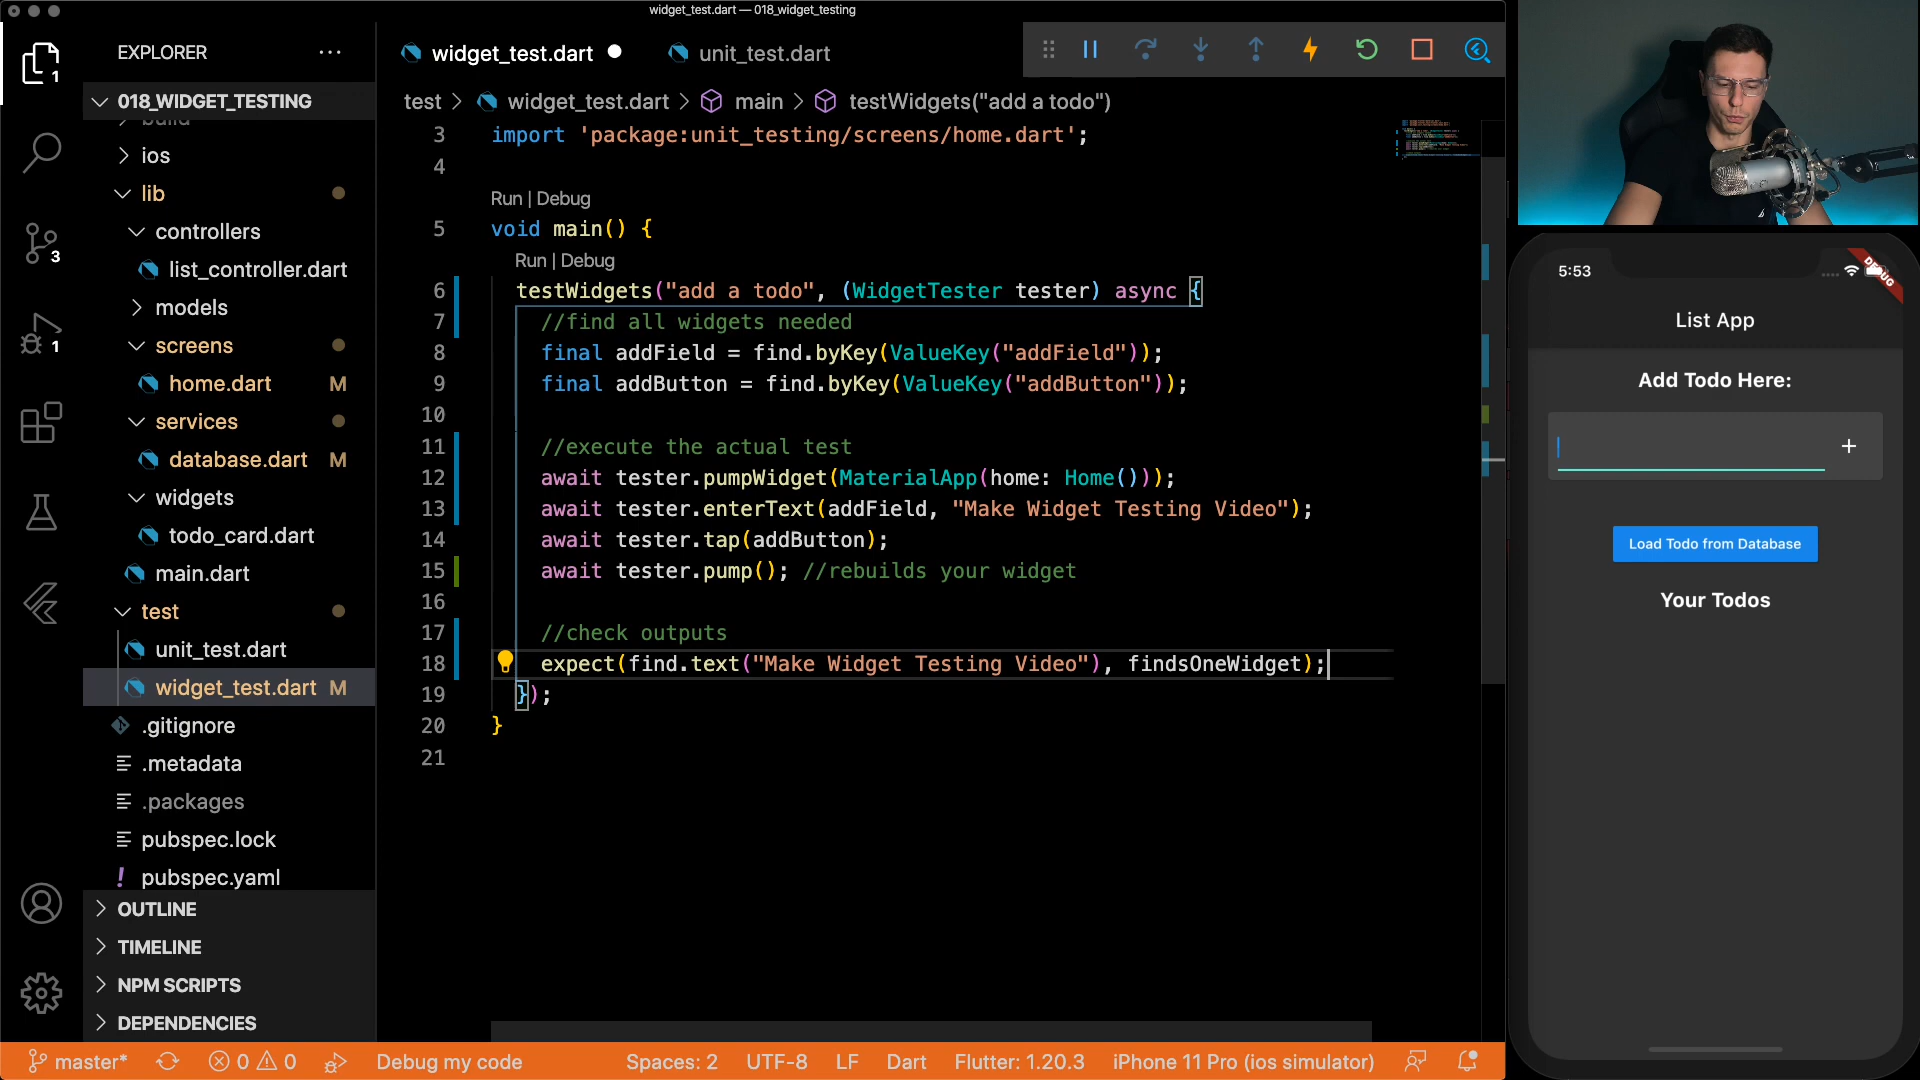 widget_test.dart — 018_widget_testing
EXPLORER
widget_test.dart
unit_test.dart
1
018_WIDGET_TESTING
test > widget_test.dart > main > testWidgets("add a todo")
build
ios
lib
controllers
list_controller.dart
models
screens
home.dart M
services
database.dart M
widgets
todo_card.dart
main.dart
test
unit_test.dart
widget_test.dart M
.gitignore
.metadata
.packages
pubspec.lock
pubspec.yaml
OUTLINE
TIMELINE
NPM SCRIPTS
DEPENDENCIES
3
1
3 import 'package:unit_testing/screens/home.dart';
4
Run | Debug
5 void main() {
Run | Debug
6 testWidgets("add a todo", (WidgetTester tester) async {
7 //find all widgets needed
8 final addField = find.byKey(ValueKey("addField"));
9 final addButton = find.byKey(ValueKey("addButton"));
10
11 //execute the actual test
12 await tester.pumpWidget(MaterialApp(home: Home()));
13 await tester.enterText(addField, "Make Widget Testing Video");
14 await tester.tap(addButton);
15 await tester.pump(); //rebuilds your widget
16
17 //check outputs
18 expect(find.text("Make Widget Testing Video"), findsOneWidget);
19 });
20 }
21
master* 0 0 Debug my code Spaces: 2 UTF-8 LF Dart Flutter: 1.20.3 iPhone 11 Pro (ios simulator)
5:53
DEBUG
List App
Add Todo Here:
+
Load Todo from Database
Your Todos